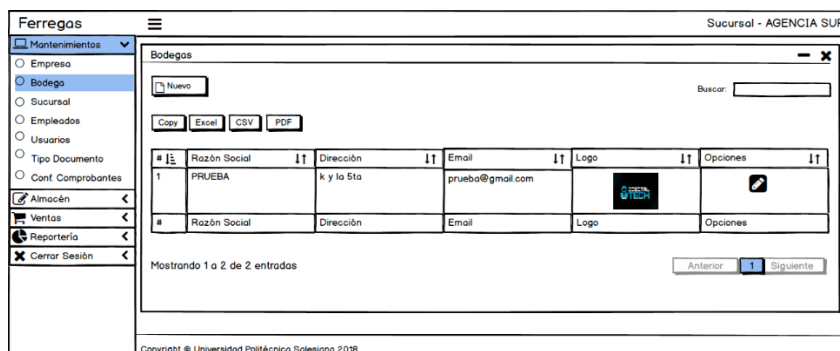 Ferregas
Sucursal - AGENCIA SUR
Mantenimientos
Empresa
Bodega
Sucursal
Empleados
Usuarios
Tipo Documento
Conf. Comprobantes
Almacén
Ventas
Reportería
Cerrar Sesión
Bodegas
Nuevo
Buscar:
Copy Excel CSV PDF
# Razón Social Dirección Email Logo Opciones
1 PRUEBA k y la 5ta prueba@gmail.com
TECH
# Razón Social Dirección Email Logo Opciones
Mostrando 1 a 2 de 2 entradas
Anterior 1 Siguiente
Copyright © Universidad Politécnica Salesiana 2018